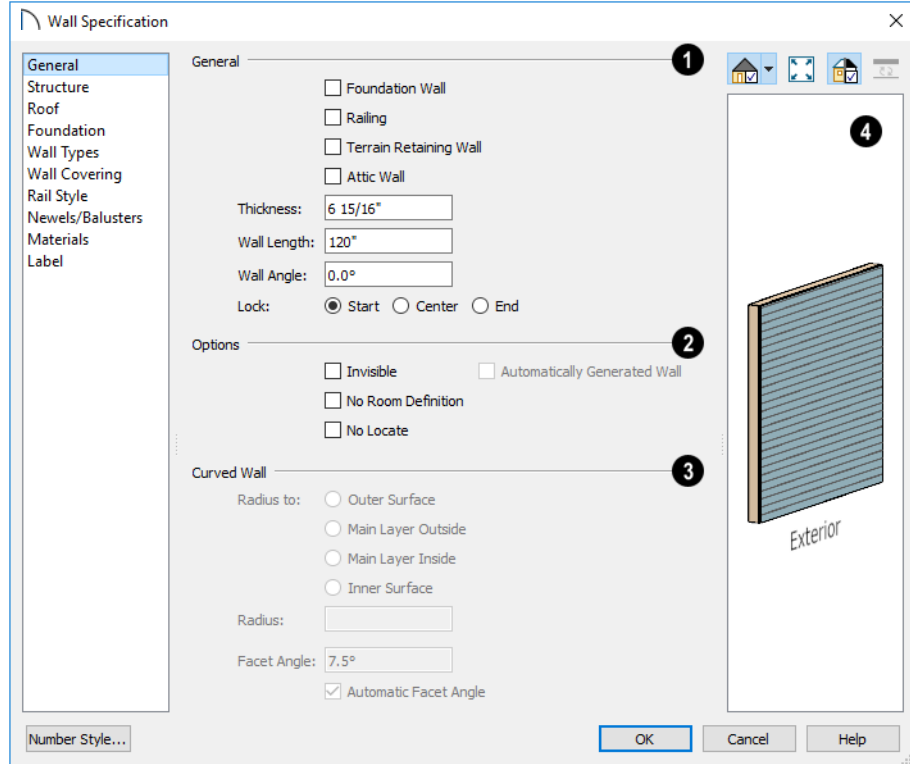 Wall Specification
General
Structure
Roof
Foundation
Wall Types
Wall Covering
Rail Style
Newels/Balusters
Materials
Label
General 1
Foundation Wall
Railing
Terrain Retaining Wall
Attic Wall
Thickness: 6 15/16"
Wall Length: 120"
Wall Angle: 0.0°
Lock: Start Center End
Options 2
Invisible Automatically Generated Wall
No Room Definition
No Locate
Curved Wall 3
Radius to: Outer Surface
Main Layer Outside
Main Layer Inside
Inner Surface
Radius:
Facet Angle: 7.5°
Automatic Facet Angle
4
Exterior
Number Style... OK Cancel Help